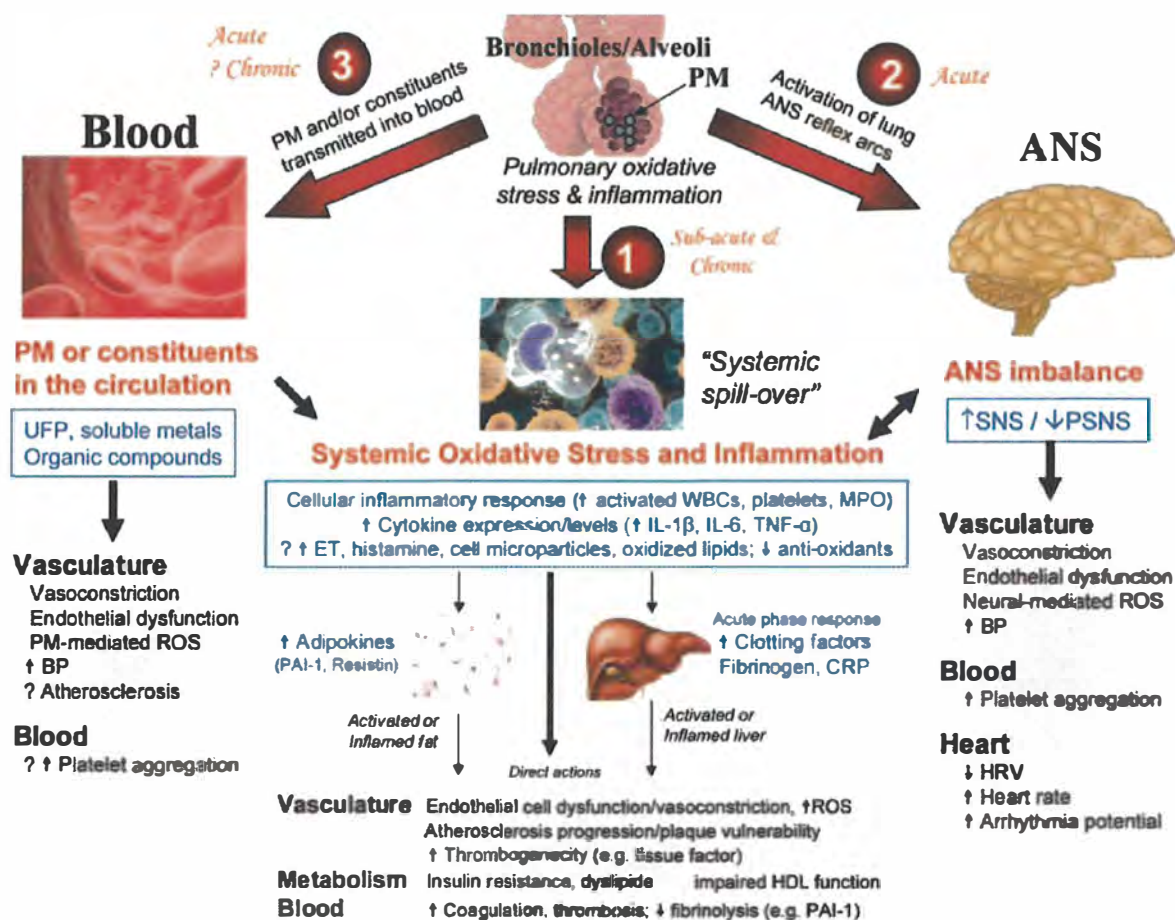 Acute
? Chronic
3
Bronchioles/Alveoli
PM
2
Acute
PM and/or constituents
transmitted into blood
Activation of lung
ANS reflex arcs
Blood
ANS
Pulmonary oxidative
stress & inflammation
1
Sub-acute &
Chronic
"Systemic
spill-over"
PM or constituents
in the circulation
UFP, soluble metals
Organic compounds
Vasculature
Vasoconstriction
Endothelial dysfunction
PM-mediated ROS
↑ BP
? Atherosclerosis
Blood
? ↑ Platelet aggregation
Systemic Oxidative Stress and Inflammation
Cellular inflammatory response (↑ activated WBCs, platelets, MPO)
↑ Cytokine expression/levels (↑ IL-1β, IL-6, TNF-α)
? ↑ ET, histamine, cell microparticles, oxidized lipids; ↓ anti-oxidants
↑ Adipokines
(PAI-1, Resistin)
Activated or
Inflamed fat
Acute phase response
↑ Clotting factors
Fibrinogen, CRP
Activated or
Inflamed liver
Direct actions
Vasculature Endothelial cell dysfunction/vasoconstriction, ↑ROS
Atherosclerosis progression/plaque vulnerability
↑ Thrombogenecity (e.g. tissue factor)
Metabolism Insulin resistance, impaired HDL function
Blood ↑ Coagulation, thrombosis; ↓ fibrinolysis (e.g. PAI-1)
ANS imbalance
↑SNS / ↓PSNS
Vasculature
Vasoconstriction
Endothelial dysfunction
Neural-mediated ROS
↑ BP
Blood
↑ Platelet aggregation
Heart
↓ HRV
↑ Heart rate
↑ Arrhythmia potential